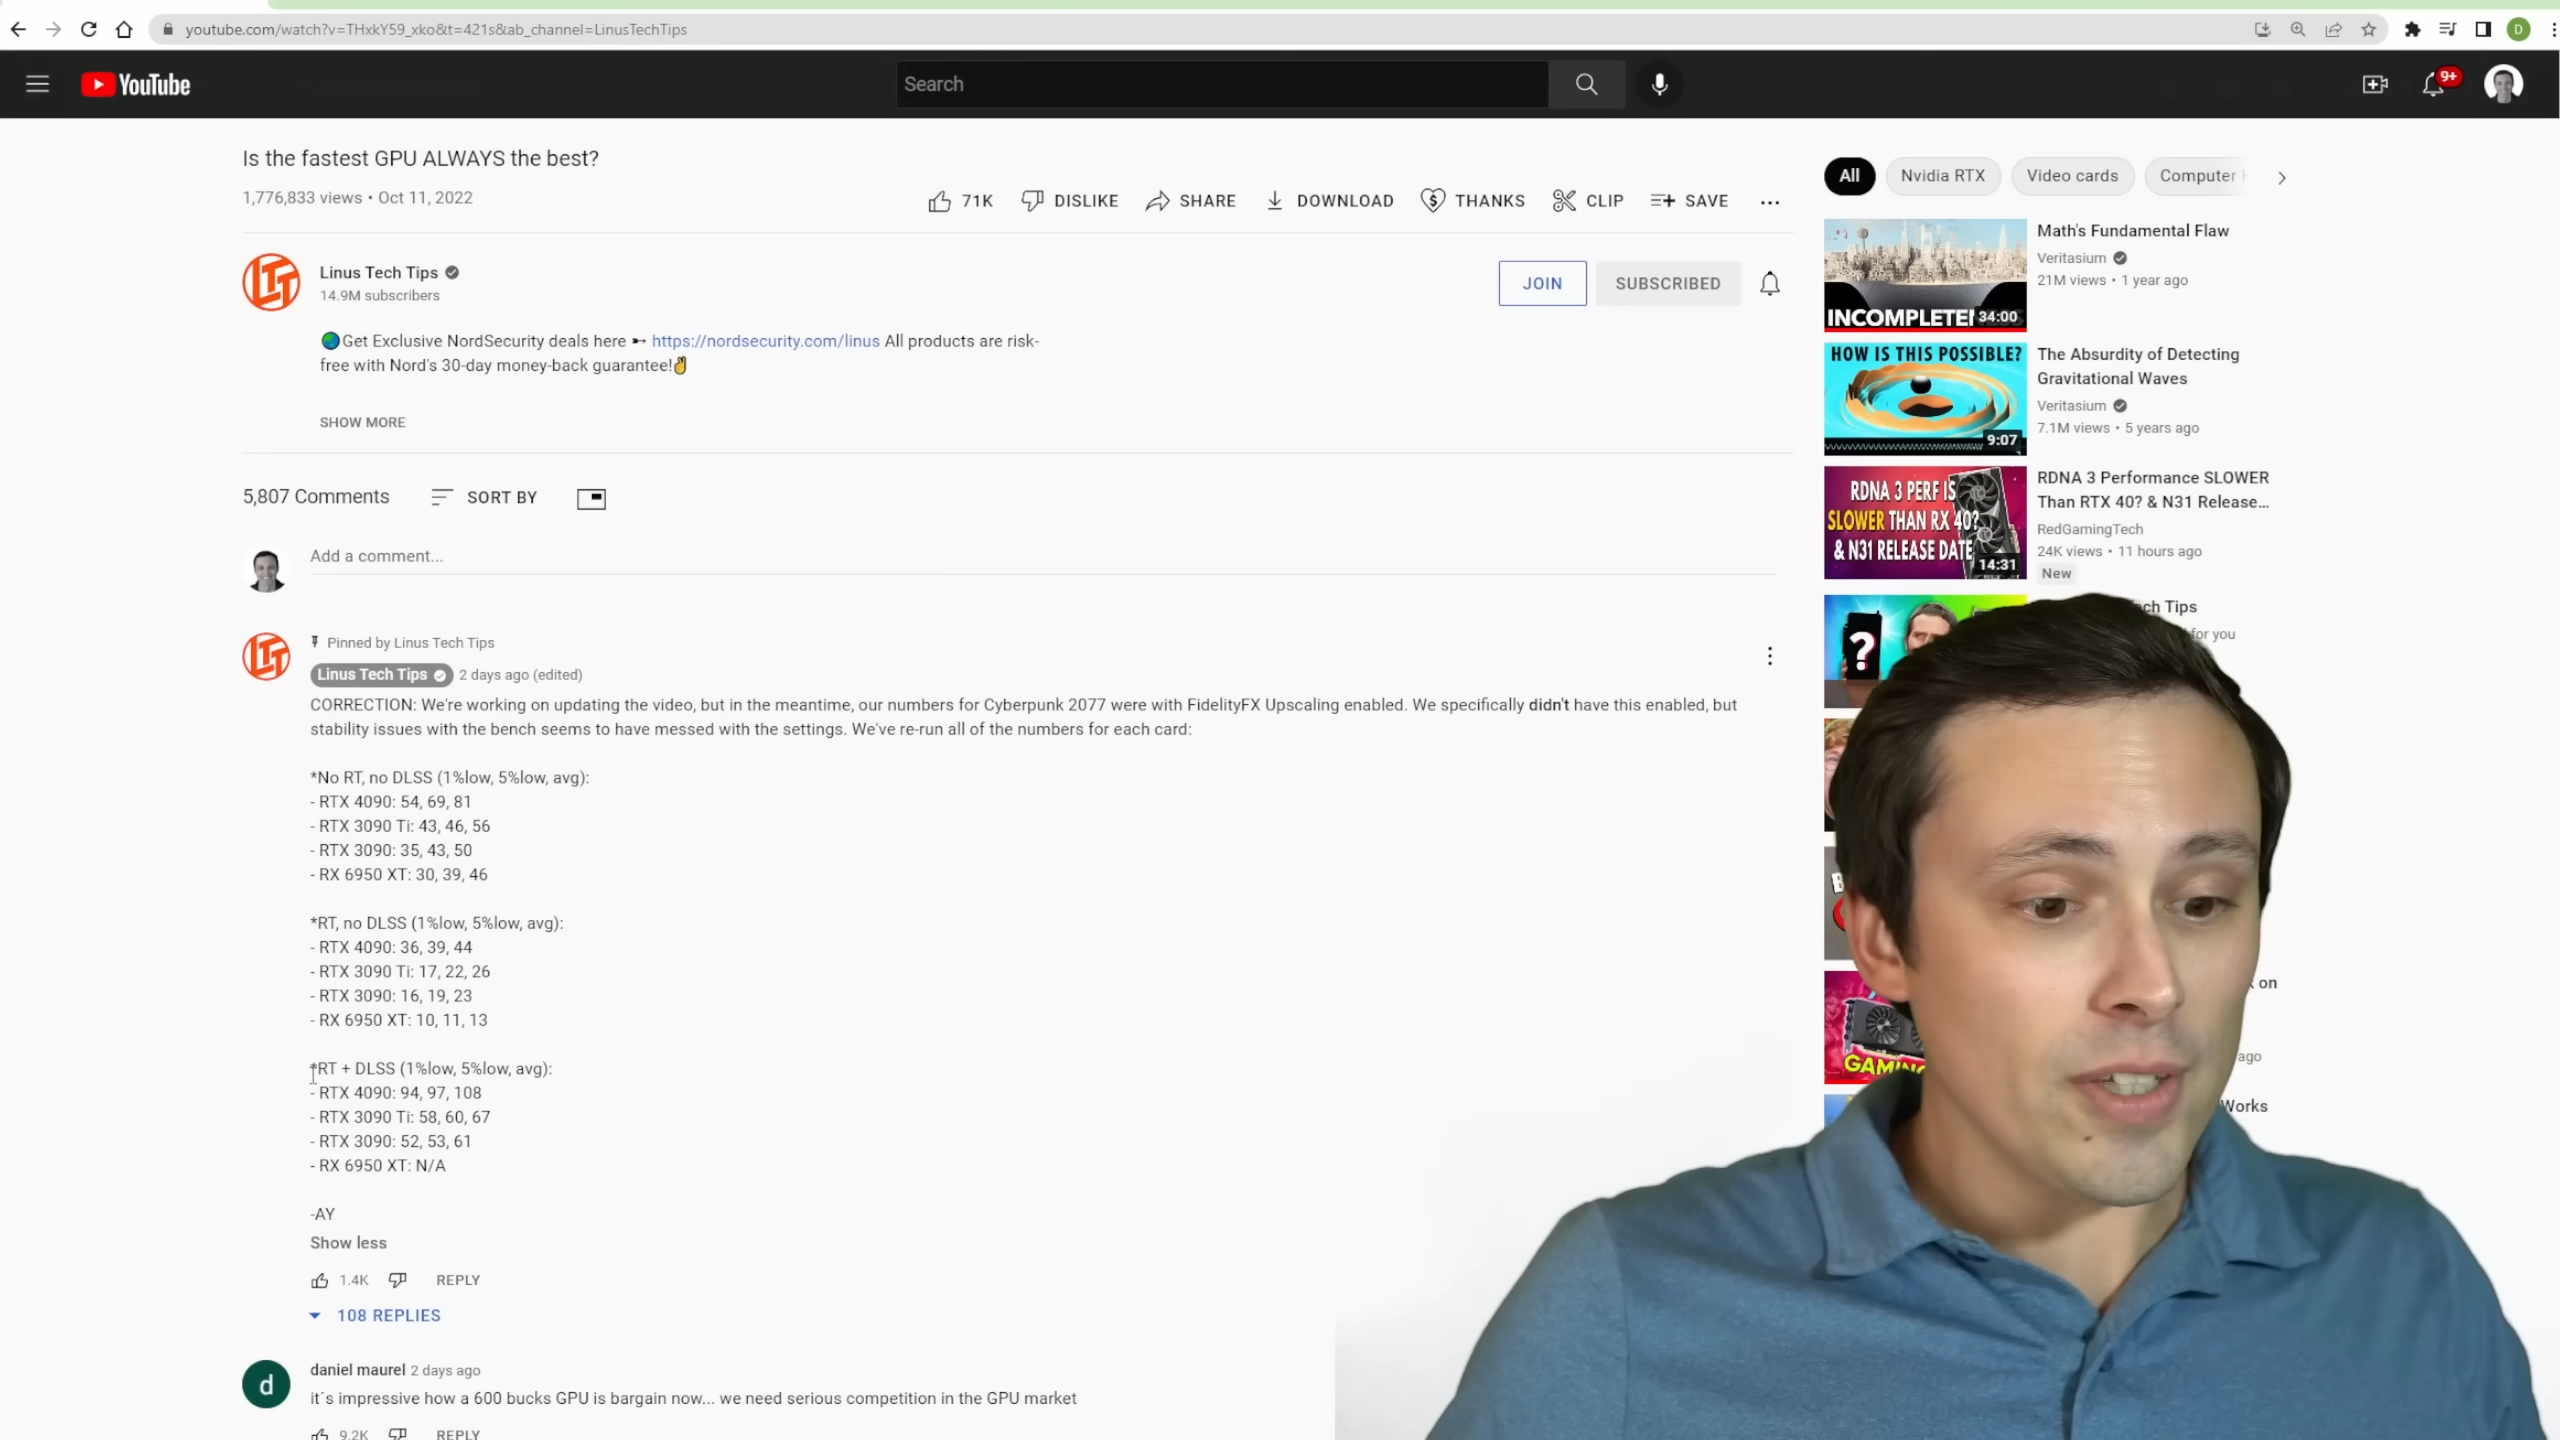 youtube.com/watch?v=THxkY59_xko&t=421s&ab_channel=LinusTechTips
D
YouTube
Search
9+
Is the fastest GPU ALWAYS the best?
1,776,833 views • Oct 11, 2022
71K
DISLIKE
SHARE
DOWNLOAD
THANKS
CLIP
SAVE
Linus Tech Tips
14.9M subscribers
JOIN
SUBSCRIBED
Get Exclusive NordSecurity deals here ➼ https://nordsecurity.com/linus All products are risk-
free with Nord's 30-day money-back guarantee!
SHOW MORE
5,807 Comments
SORT BY
Add a comment...
Pinned by Linus Tech Tips
Linus Tech Tips 2 days ago (edited)
CORRECTION: We're working on updating the video, but in the meantime, our numbers for Cyberpunk 2077 were with FidelityFX Upscaling enabled. We specifically didn't have this enabled, but
stability issues with the bench seems to have messed with the settings. We've re-run all of the numbers for each card:
*No RT, no DLSS (1%low, 5%low, avg):
- RTX 4090: 54, 69, 81
- RTX 3090 Ti: 43, 46, 56
- RTX 3090: 35, 43, 50
- RX 6950 XT: 30, 39, 46
*RT, no DLSS (1%low, 5%low, avg):
- RTX 4090: 36, 39, 44
- RTX 3090 Ti: 17, 22, 26
- RTX 3090: 16, 19, 23
- RX 6950 XT: 10, 11, 13
*RT + DLSS (1%low, 5%low, avg):
- RTX 4090: 94, 97, 108
- RTX 3090 Ti: 58, 60, 67
- RTX 3090: 52, 53, 61
- RX 6950 XT: N/A
-AY
Show less
1.4K
REPLY
108 REPLIES
d
daniel maurel 2 days ago
it´s impressive how a 600 bucks GPU is bargain now... we need serious competition in the GPU market
9.2K
REPLY
All
Nvidia RTX
Video cards
Computer
INCOMPLETE
34:00
Math's Fundamental Flaw
Veritasium
21M views • 1 year ago
HOW IS THIS POSSIBLE?
9:07
The Absurdity of Detecting
Gravitational Waves
Veritasium
7.1M views • 5 years ago
RDNA 3 PERF IS
SLOWER THAN RX 40?
& N31 RELEASE DATE
14:31
RDNA 3 Performance SLOWER
Than RTX 40? & N31 Release...
RedGamingTech
24K views • 11 hours ago
New
?
Tips
for you
on
ago
Works